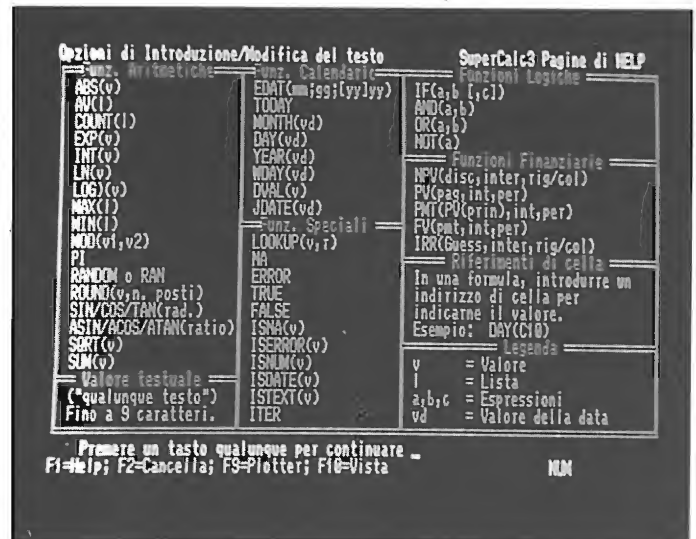 Opzioni di Introduzione/Modifica del testo SuperCalc3 Pagine di HELP
Funz. Aritmetiche
ABS(v)
AV(l)
COUNT(l)
EXP(v)
INT(v)
LN(v)
LOG)(v)
MAX(l)
MIN(l)
MOD(v1,v2)
PI
RANDOM o RAN
ROUND(v,n. posti)
SIN/COS/TAN(rad.)
ASIN/ACOS/ATAN(ratio)
SQRT(v)
SUM(v)
Valore testuale
("qualunque testo")
Fino a 9 caratteri.
Funz. Calendario
EDAT(mm;gg;[yy]yy)
TODAY
MONTH(vd)
DAY(vd)
YEAR(vd)
WDAY(vd)
DVAL(v)
JDATE(vd)
Funz. Speciali
LOOKUP(v,r)
NA
ERROR
TRUE
FALSE
ISNA(v)
ISERROR(v)
ISNUM(v)
ISDATE(v)
ISTEXT(v)
ITER
Funzioni Logiche
IF(a,b [,c])
AND(a,b)
OR(a,b)
NOT(a)
Funzioni Finanziarie
NPV(disc,inter,rig/col)
PV(pag,int,per)
PMT(PV(prin),int,per)
FV(pmt,int,per)
IRR(Guess,inter,rig/col)
Riferimenti di cella
In una formula, introdurre un
indirizzo di cella per
indicarne il valore.
Esempio: DAY(C10)
Legenda
v = Valore
l = Lista
a,b,c = Espressioni
vd = Valore della data
Premere un tasto qualunque per continuare _
F1=Help; F2=Cancella; F9=Plotter; F10=Vista NUM